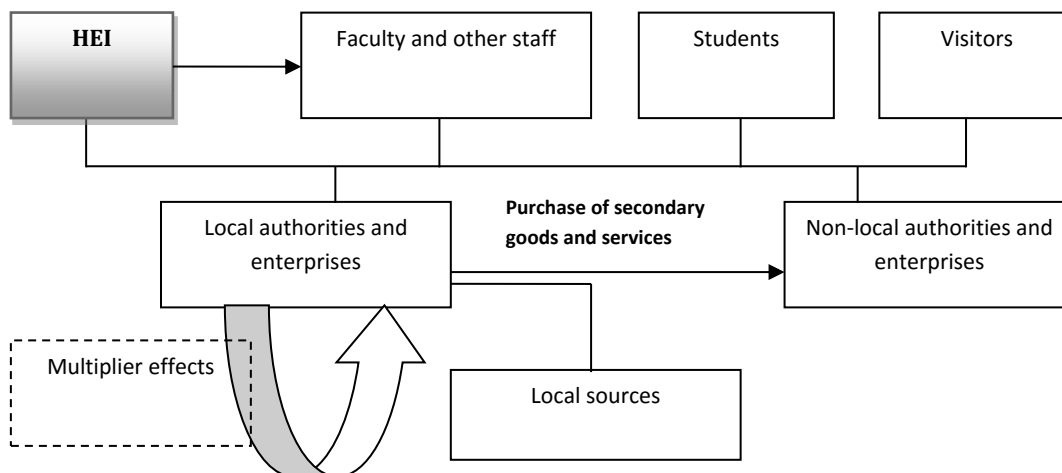 HEI
Faculty and other staff
Students
Visitors
Local authorities and
enterprises
Purchase of secondary
goods and services
Non-local authorities and
enterprises
Multiplier effects
Local sources